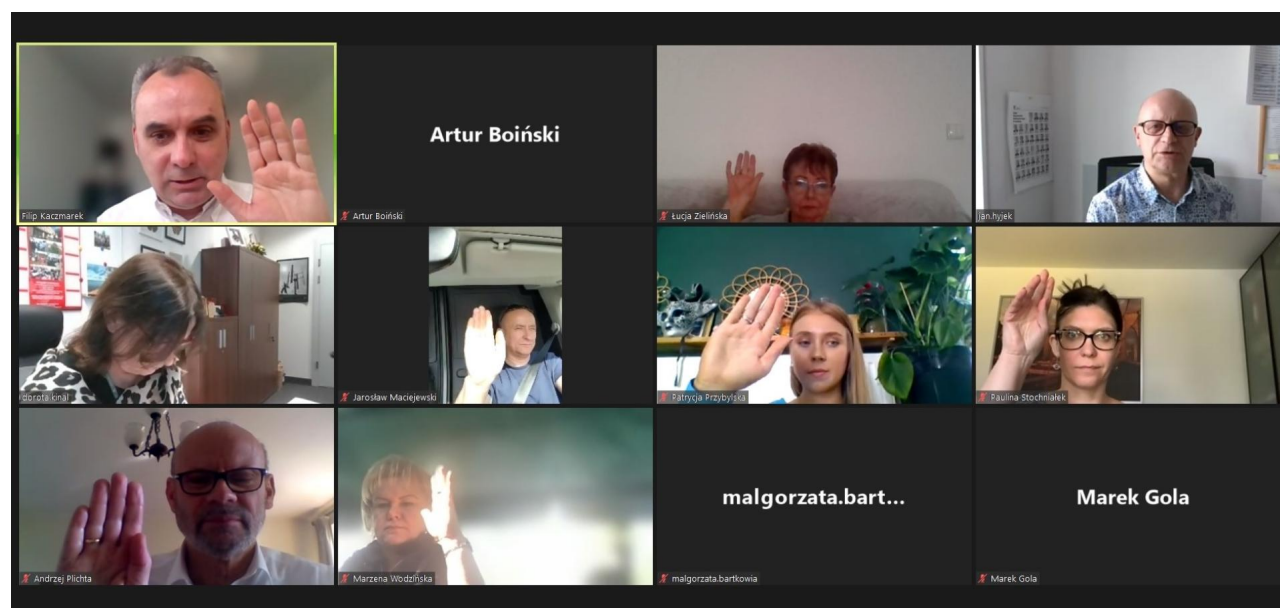 Filip Kaczmarek
Artur Boiński
Artur Boiński
Łucja Zielińska
jan.hyjek
dorota.kinal
Jarosław Maciejewski
Patrycja Przybylska
Paulina Stochniałek
Andrzej Plichta
Marzena Wodzińska
malgorzata.bart...
malgorzata.bartkowia
Marek Gola
Marek Gola